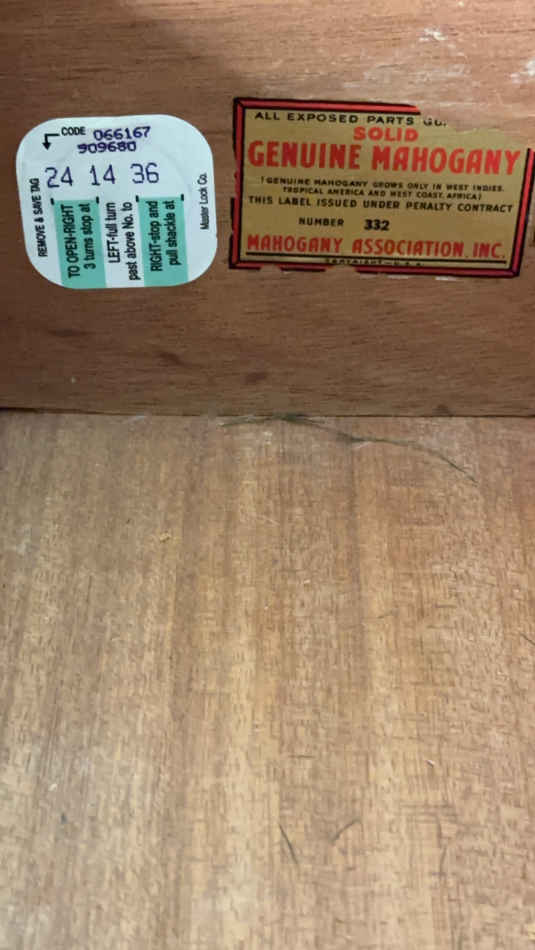 CODE 066167
909680
24 14 36
REMOVE & SAVE TAG
TO OPEN-RIGHT
3 turns stop at
LEFT-full turn
past above No. to
RIGHT-stop and
pull shackle at
Master Lock Co.
ALL EXPOSED PARTS
SOLID
GENUINE MAHOGANY
(GENUINE MAHOGANY GROWS ONLY IN WEST INDIES,
TROPICAL AMERICA AND WEST COAST, AFRICA)
THIS LABEL ISSUED UNDER PENALTY CONTRACT
NUMBER 332
MAHOGANY ASSOCIATION, INC.